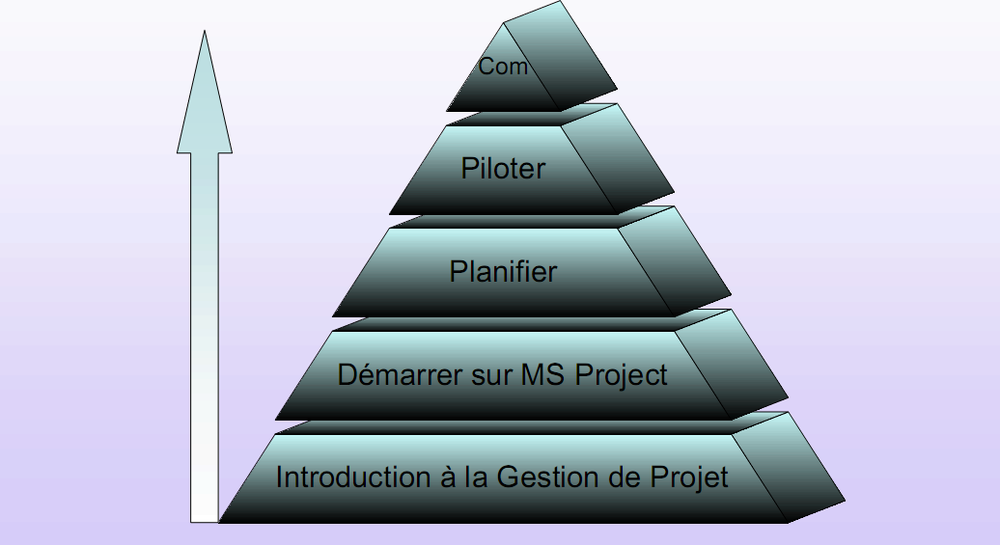 Com
Piloter
Planifier
Démarrer sur MS Project
Introduction à la Gestion de Projet